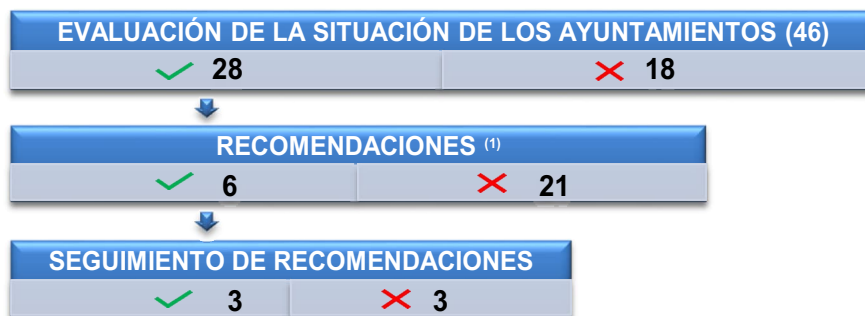 EVALUACIÓN DE LA SITUACIÓN DE LOS AYUNTAMIENTOS (46)
28 18
RECOMENDACIONES (1)
6 21
SEGUIMIENTO DE RECOMENDACIONES
3 3